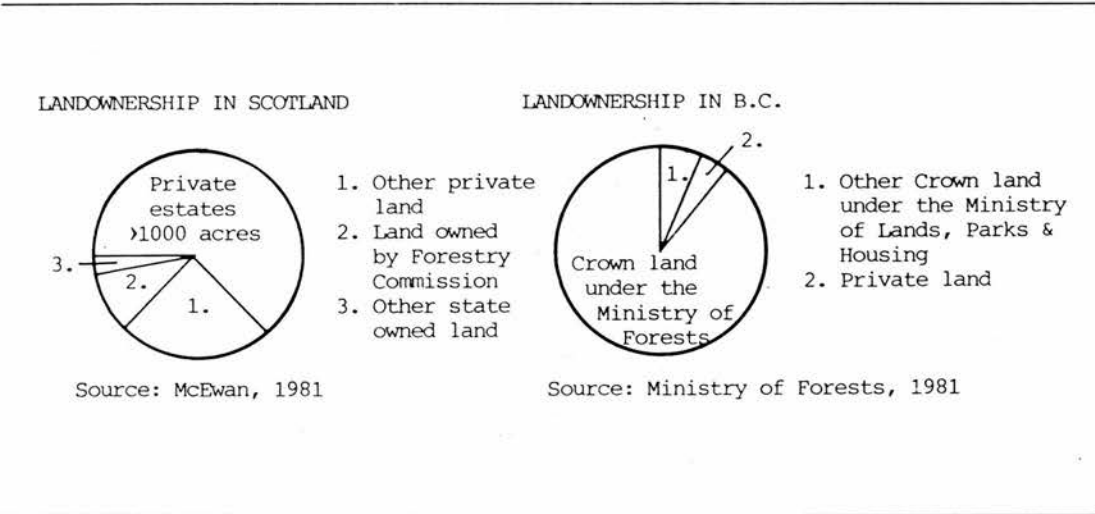 LANDOWNERSHIP IN SCOTLAND
Private
estates
>1000 acres
3.
2.
1.
1. Other private
land
2. Land owned
by Forestry
Commission
3. Other state
owned land
Source: McEwan, 1981
LANDOWNERSHIP IN B.C.
2.
1.
Crown land
under the
Ministry of
Forests
1. Other Crown land
under the Ministry
of Lands, Parks &
Housing
2. Private land
Source: Ministry of Forests, 1981